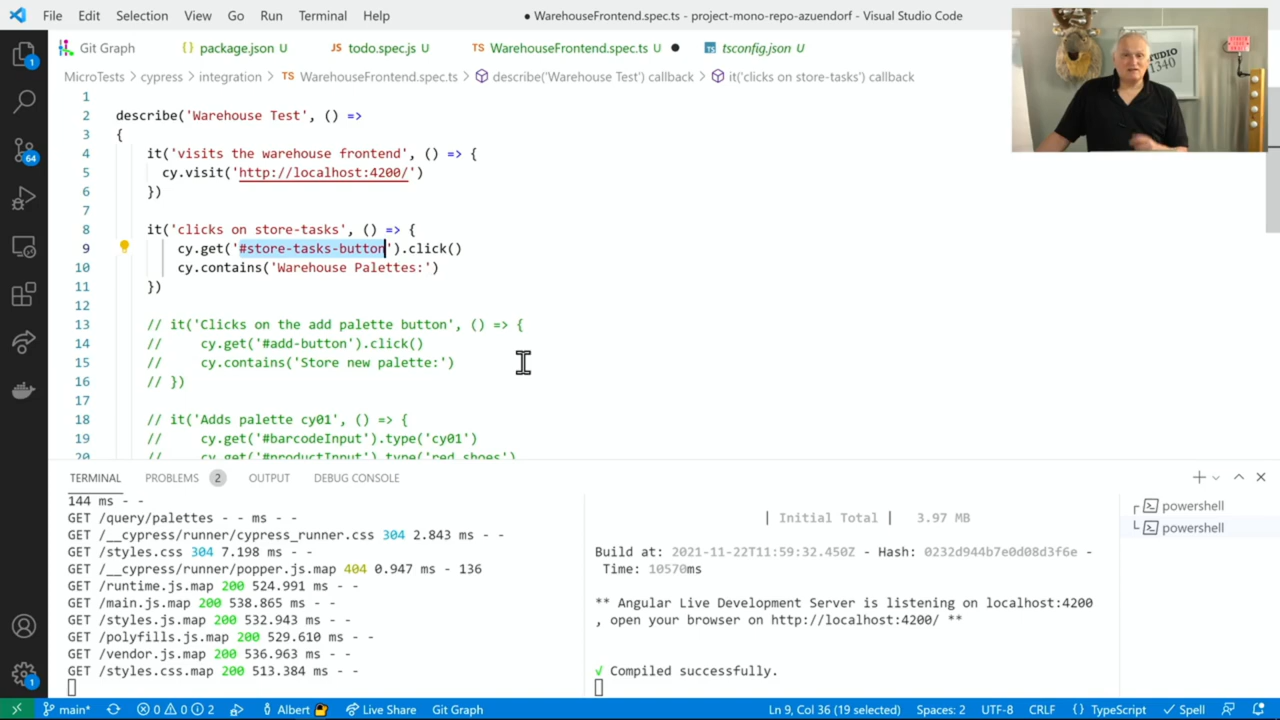 File Edit Selection View Go Run Terminal Help ● WarehouseFrontend.spec.ts - project-mono-repo-azuendorf - Visual Studio Code
Git Graph {} package.json U JS todo.spec.js U TS WarehouseFrontend.spec.ts U ● TS tsconfig.json U
MicroTests > cypress > integration > TS WarehouseFrontend.spec.ts > describe('Warehouse Test') callback > it('clicks on store-tasks') callback
1
2 describe('Warehouse Test', () =>
3 {
4 it('visits the warehouse frontend', () => {
5 cy.visit('http://localhost:4200/')
6 })
7
8 it('clicks on store-tasks', () => {
9 cy.get('#store-tasks-button').click()
10 cy.contains('Warehouse Palettes:')
11 })
12
13 // it('Clicks on the add palette button', () => {
14 // cy.get('#add-button').click()
15 // cy.contains('Store new palette:')
16 // })
17
18 // it('Adds palette cy01', () => {
19 // cy.get('#barcodeInput').type('cy01')
20 // cy.get('#productInput').type('red shoes')
STUDIO
1340
1
64
1
TERMINAL PROBLEMS 2 OUTPUT DEBUG CONSOLE
144 ms - -
GET /query/palettes - - ms - -
GET /__cypress/runner/cypress_runner.css 304 2.843 ms - -
GET /styles.css 304 7.198 ms - -
GET /__cypress/runner/popper.js.map 404 0.947 ms - 136
GET /runtime.js.map 200 524.991 ms - -
GET /main.js.map 200 538.865 ms - -
GET /styles.js.map 200 532.943 ms - -
GET /polyfills.js.map 200 529.610 ms - -
GET /vendor.js.map 200 536.963 ms - -
GET /styles.css.map 200 513.384 ms - -
| Initial Total | 3.97 MB
Build at: 2021-11-22T11:59:32.450Z - Hash: 0232d944b7e0d08d3f6e -
Time: 10570ms
** Angular Live Development Server is listening on localhost:4200
, open your browser on http://localhost:4200/ **
√ Compiled successfully.
powershell
powershell
main* 0 0 2 Albert Live Share Git Graph Ln 9, Col 36 (19 selected) Spaces: 2 UTF-8 CRLF {} TypeScript Spell